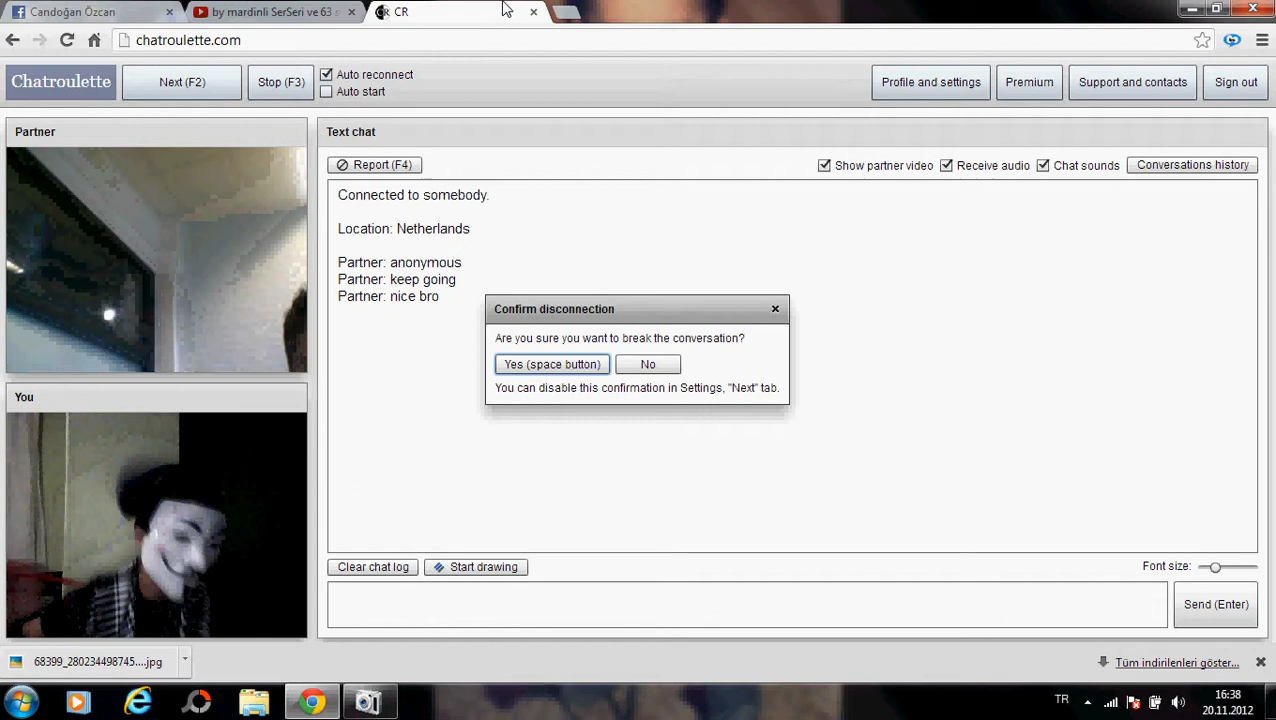 Candoğan Özcan
by mardinli SerSeri ve 63
CR
chatroulette.com
Chatroulette
Next (F2)
Stop (F3)
Auto reconnect
Auto start
Profile and settings
Premium
Support and contacts
Sign out
Partner
Text chat
Report (F4)
Show partner video
Receive audio
Chat sounds
Conversations history
Connected to somebody.
Location: Netherlands
Partner: anonymous
Partner: keep going
Partner: nice bro
Confirm disconnection
Are you sure you want to break the conversation?
Yes (space button)
No
You can disable this confirmation in Settings, "Next" tab.
You
Clear chat log
Start drawing
Font size:
Send (Enter)
68399_280234498745....jpg
Tüm indirilenleri göster...
TR
16:38
20.11.2012